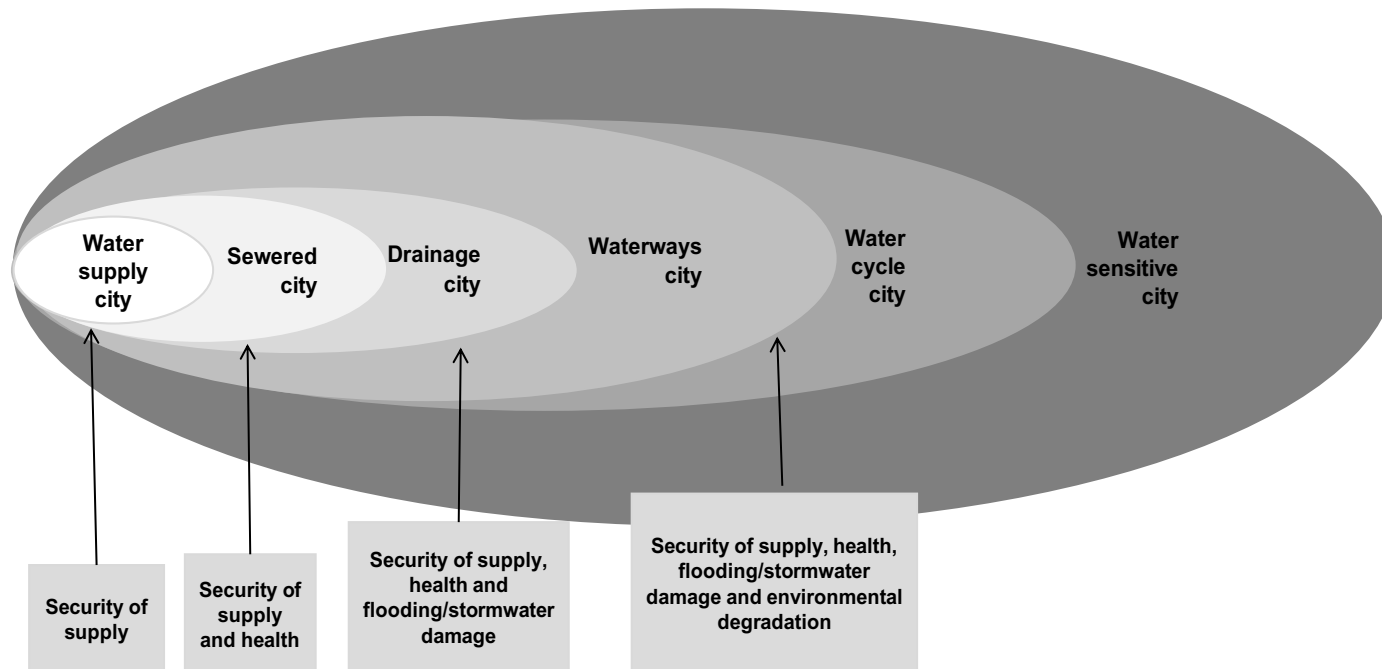 Water
supply
city
Sewered
city
Drainage
city
Waterways
city
Water
cycle
city
Water
sensitive
city
Security of
supply
Security of
supply
and health
Security of supply,
health and
flooding/stormwater
damage
Security of supply, health,
flooding/stormwater
damage and environmental
degradation